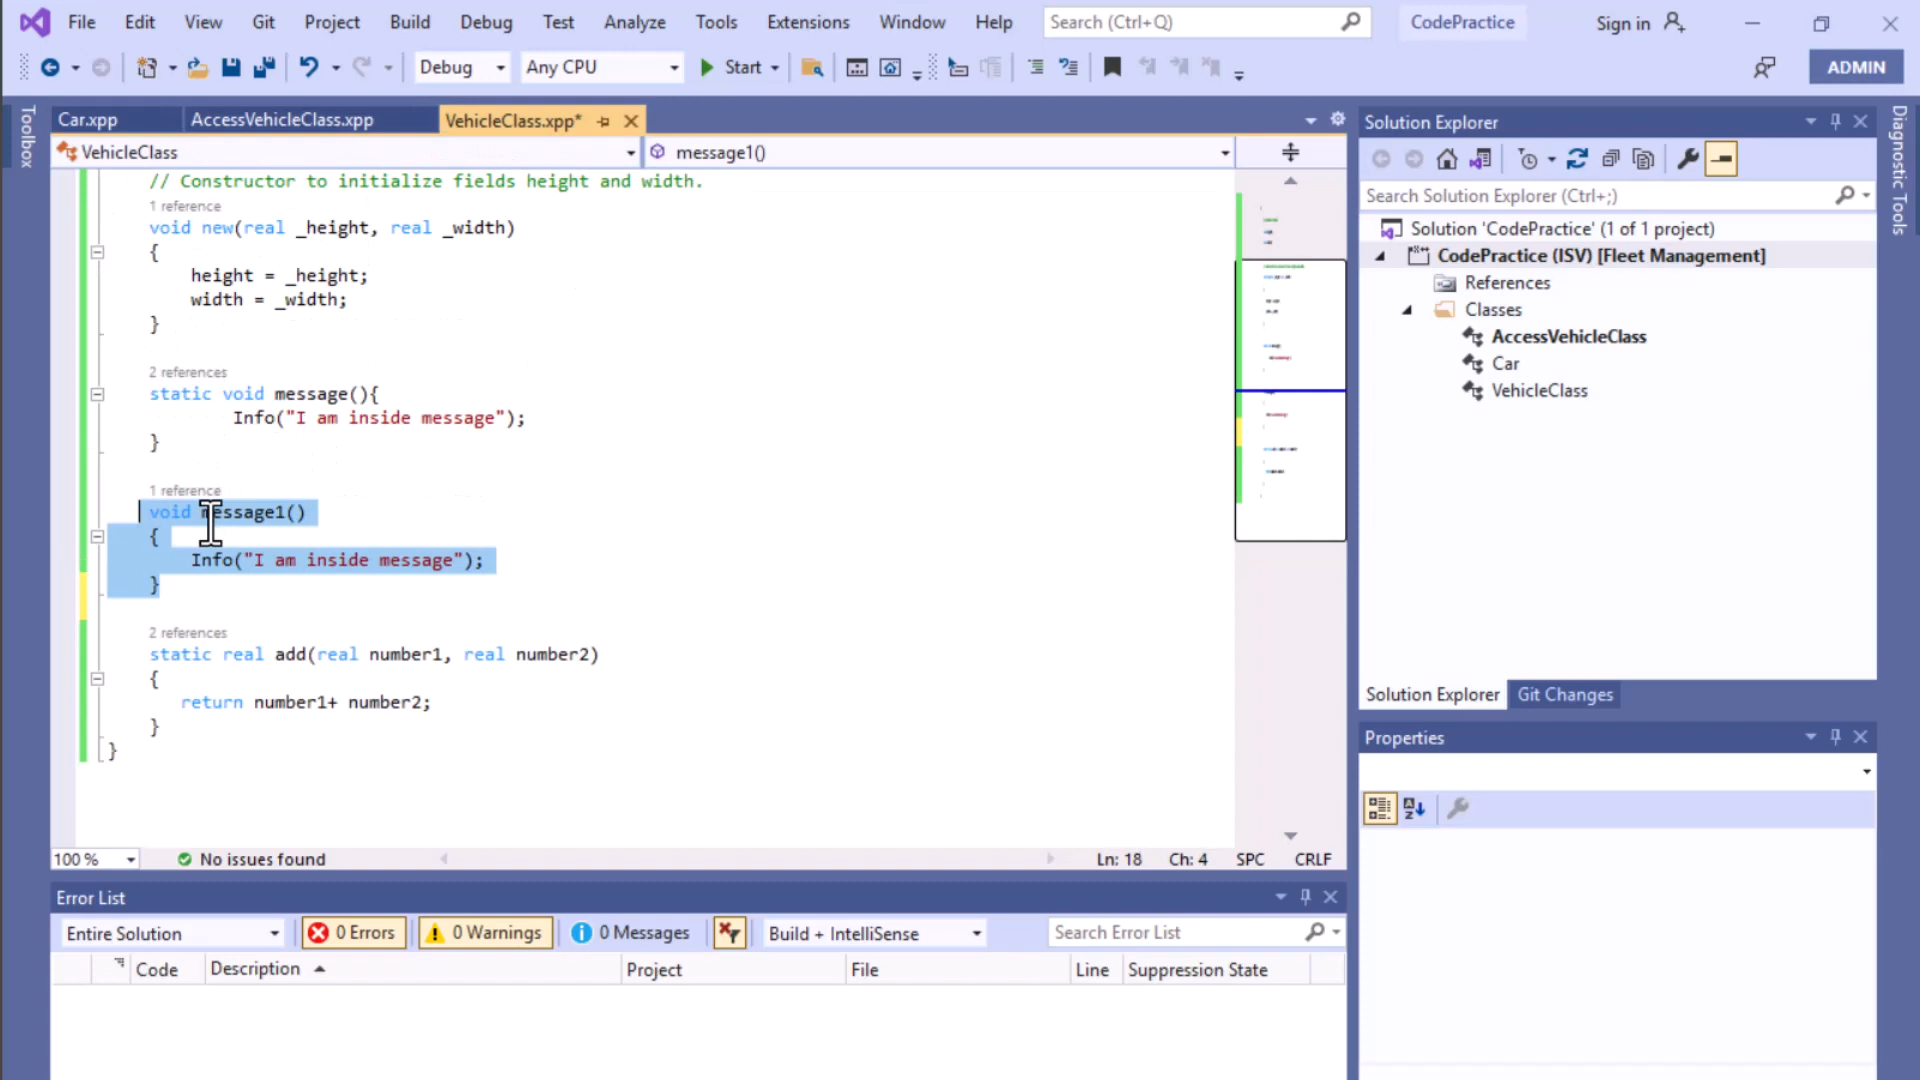 File Edit View Git Project Build Debug Test Analyze Tools Extensions Window Help Search (Ctrl+Q) CodePractice Sign in
Debug Any CPU Start ADMIN
Toolbox
Car.xpp AccessVehicleClass.xpp VehicleClass.xpp*
VehicleClass message1()
// Constructor to initialize fields height and width.
1 reference
void new(real _height, real _width)
{
height = _height;
width = _width;
}
2 references
static void message(){
Info("I am inside message");
}
1 reference
void message1()
{
Info("I am inside message");
}
2 references
static real add(real number1, real number2)
{
return number1+ number2;
}
}
100 % No issues found Ln: 18 Ch: 4 SPC CRLF
Error List
Entire Solution 0 Errors 0 Warnings 0 Messages Build + IntelliSense Search Error List
Code Description Project File Line Suppression State
Solution Explorer
Search Solution Explorer (Ctrl+;)
Solution 'CodePractice' (1 of 1 project)
CodePractice (ISV) [Fleet Management]
References
Classes
AccessVehicleClass
Car
VehicleClass
Solution Explorer Git Changes
Properties
Diagnostic Tools